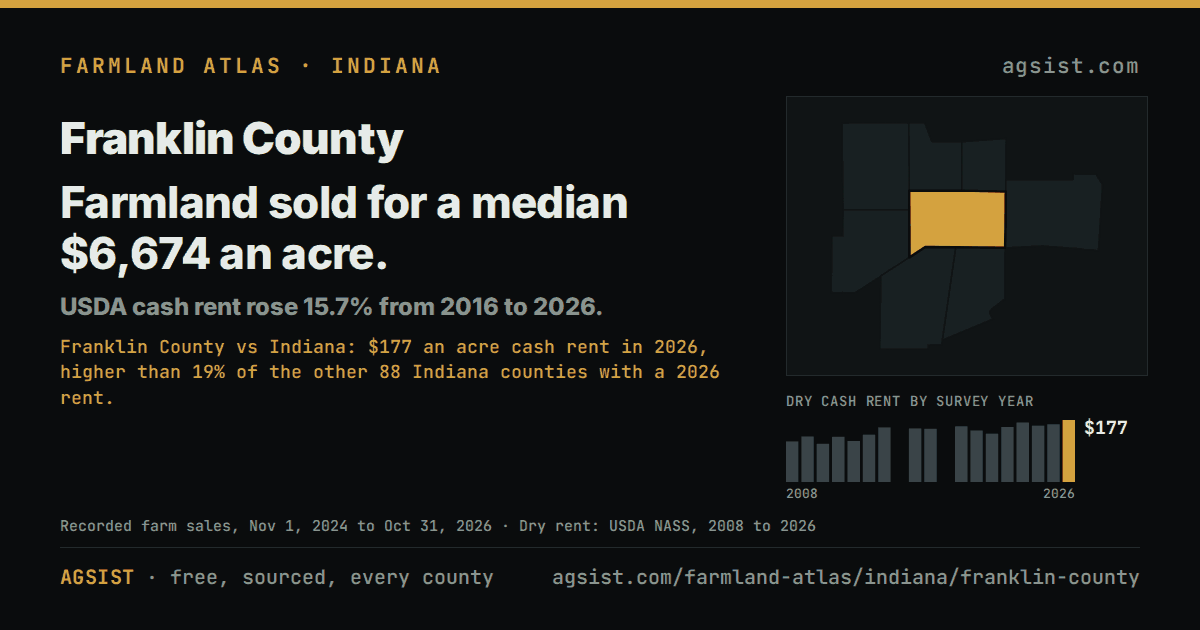 FARMLAND ATLAS · INDIANA
agsist.com
Franklin County
Farmland sold for a median
$6,674 an acre.
USDA cash rent rose 15.7% from 2016 to 2026.
Franklin County vs Indiana: $177 an acre cash rent in 2026,
higher than 19% of the other 88 Indiana counties with a 2026
rent.
DRY CASH RENT BY SURVEY YEAR
$177
2008
2026
Recorded farm sales, Nov 1, 2024 to Oct 31, 2026 · Dry rent: USDA NASS, 2008 to 2026
AGSIST · free, sourced, every county
agsist.com/farmland-atlas/indiana/franklin-county